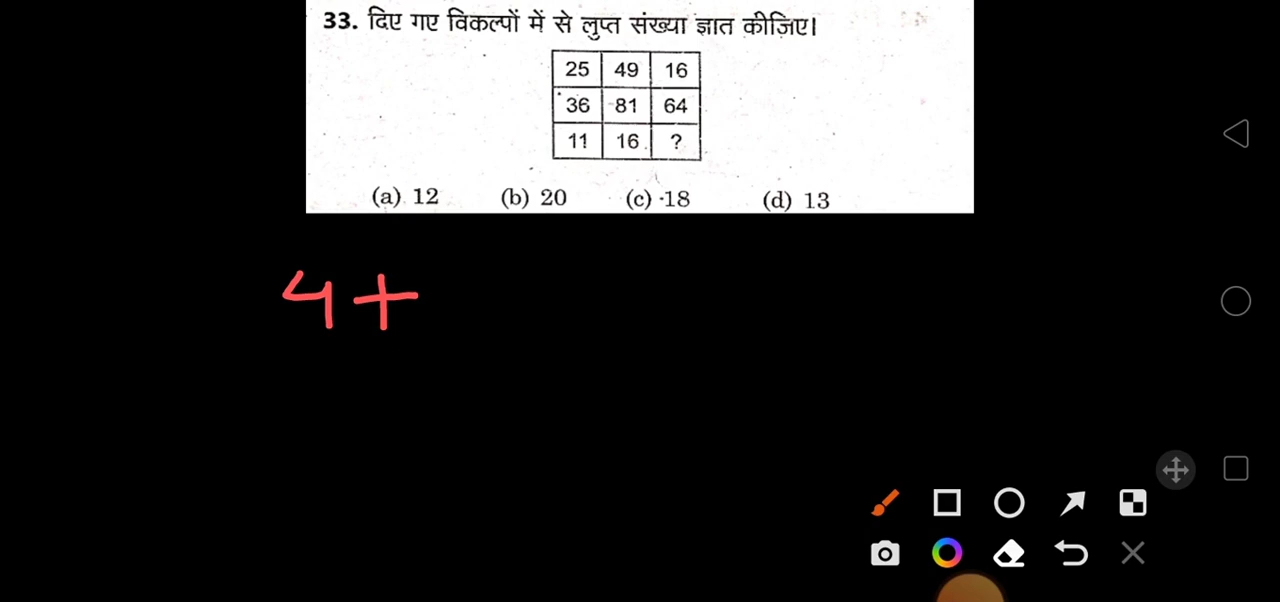 33. दिए गए विकल्पों में से लुप्त संख्या ज्ञात कीजिए।
25 49 16
36 81 64
11 16 ?
(a) 12 (b) 20 (c) 18 (d) 13
4 +